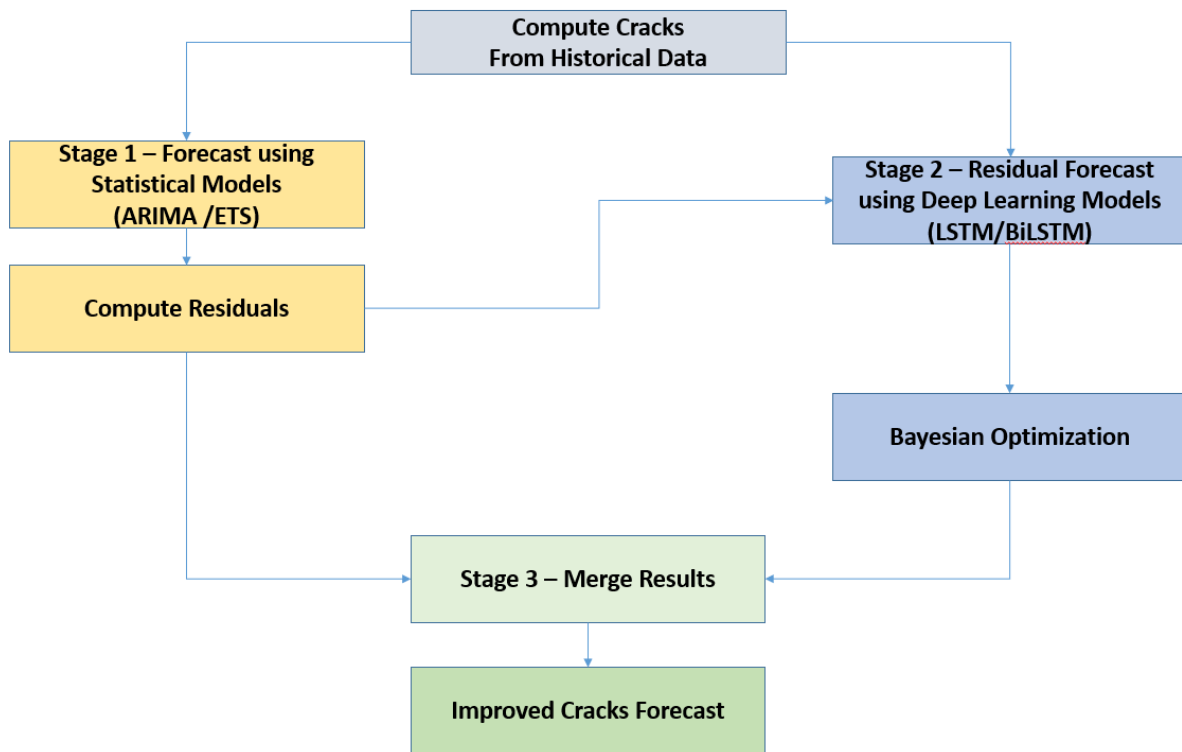 Compute Cracks
From Historical Data
Stage 1 – Forecast using
Statistical Models
(ARIMA /ETS)
Stage 2 – Residual Forecast
using Deep Learning Models
(LSTM/BiLSTM)
Compute Residuals
Bayesian Optimization
Stage 3 – Merge Results
Improved Cracks Forecast